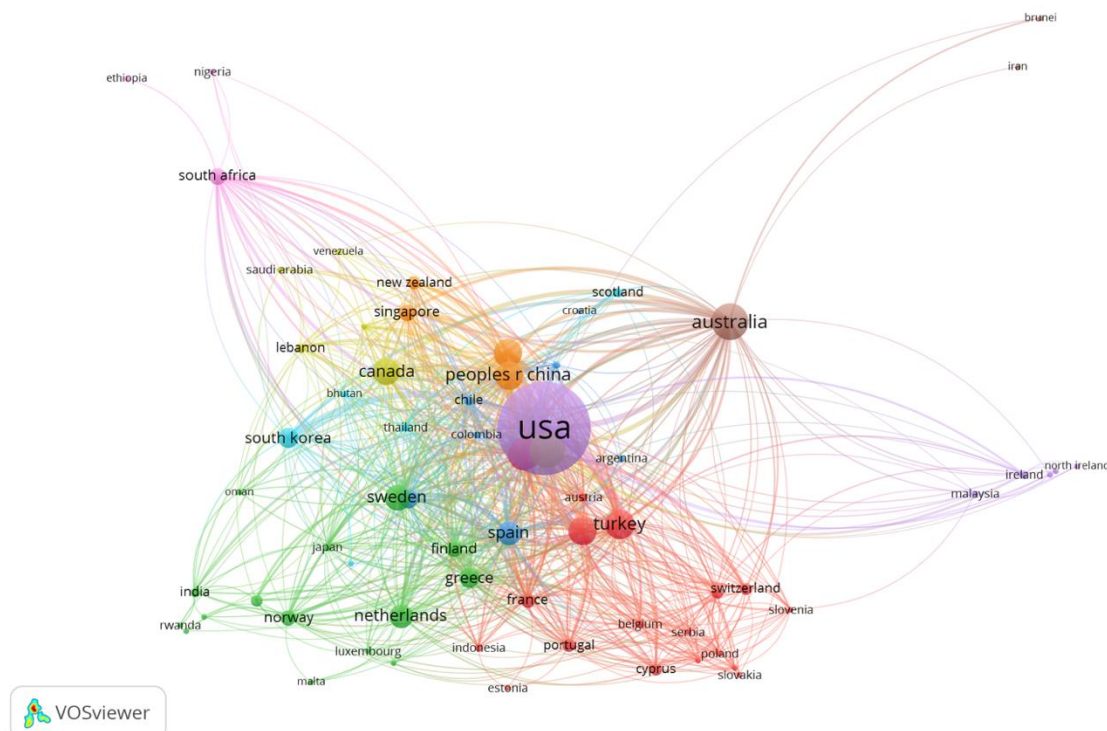 brunei
iran
ethiopia
nigeria
south africa
venezuela
saudi arabia
new zealand
scotland
singapore
croatia
australia
lebanon
canada
peoples r china
bhutan
chile
usa
thailand
colombia
south korea
argentina
ireland
north ireland
malaysia
oman
sweden
austria
turkey
spain
japan
finland
greece
india
france
switzerland
slovenia
rwanda
norway
netherlands
belgium
serbia
luxembourg
indonesia
portugal
poland
cyprus
slovakia
malta
estonia
VOSviewer